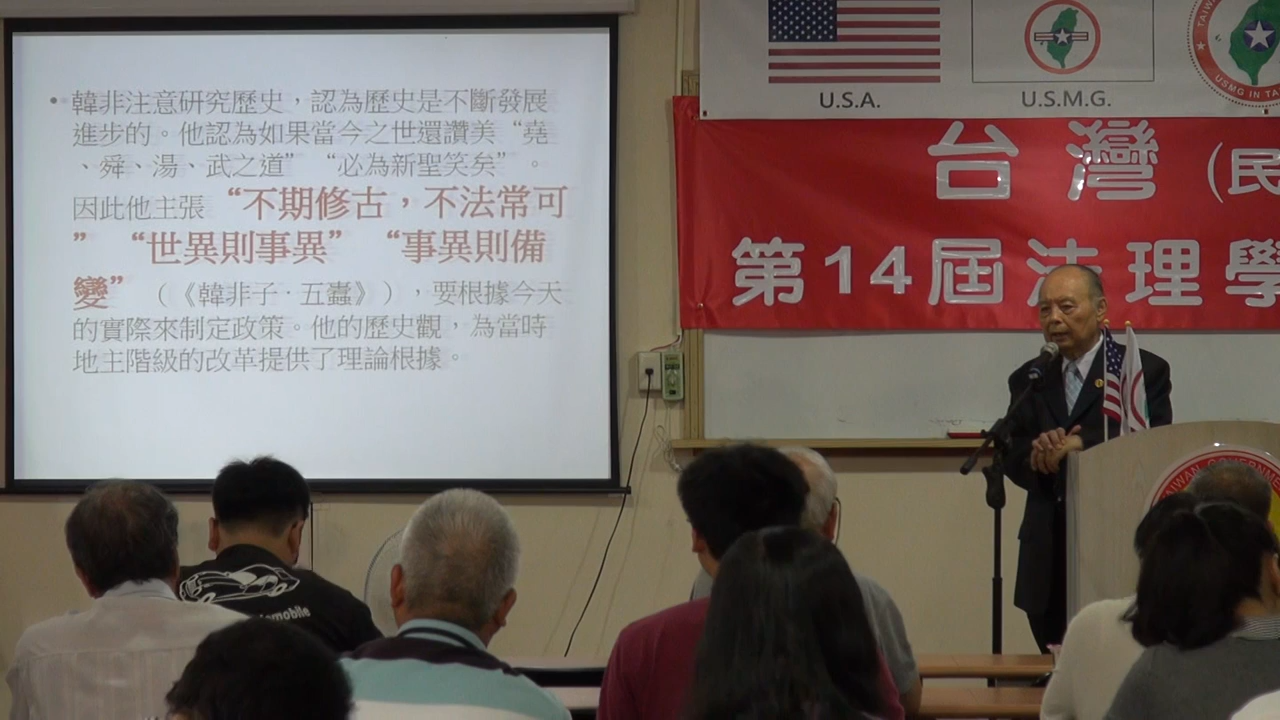 • 韓非注意研究歷史，認為歷史是不斷發展
進步的。他認為如果當今之世還讚美“堯
、舜、湯、武之道”“必為新聖笑矣”。
因此他主張“不期修古，不法常可
”“世異則事異”“事異則備
變”（《韓非子·五蠹》），要根據今天
的實際來制定政策。他的歷史觀，為當時
地主階級的改革提供了理論根據。
U.S.A.
U.S.M.G.
USMG IN TA
台灣（民
第14屆法理學
TAIWAN GOVERNM
mobile